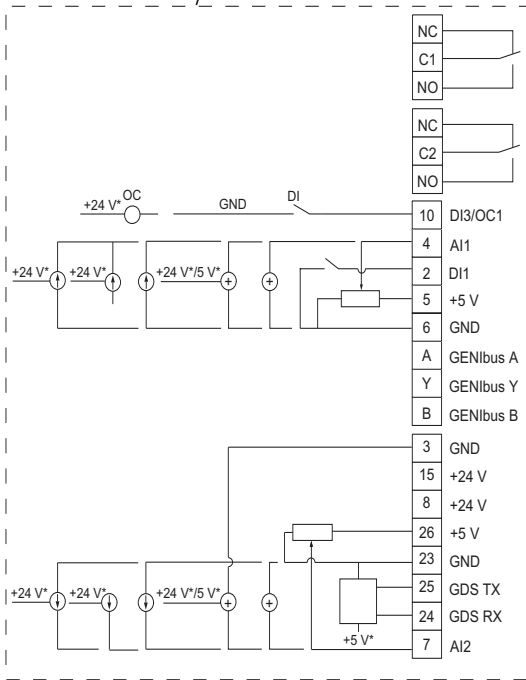 NC
C1
NO
NC
C2
NO
+24 V* OC GND DI 10 DI3/OC1
4 AI1
+24 V* +24 V* +24 V*/5 V* 2 DI1
5 +5 V
6 GND
A GENIbus A
Y GENIbus Y
B GENIbus B
3 GND
15 +24 V
8 +24 V
26 +5 V
23 GND
+24 V* +24 V* +24 V*/5 V* 25 GDS TX
24 GDS RX
+5 V* 7 AI2